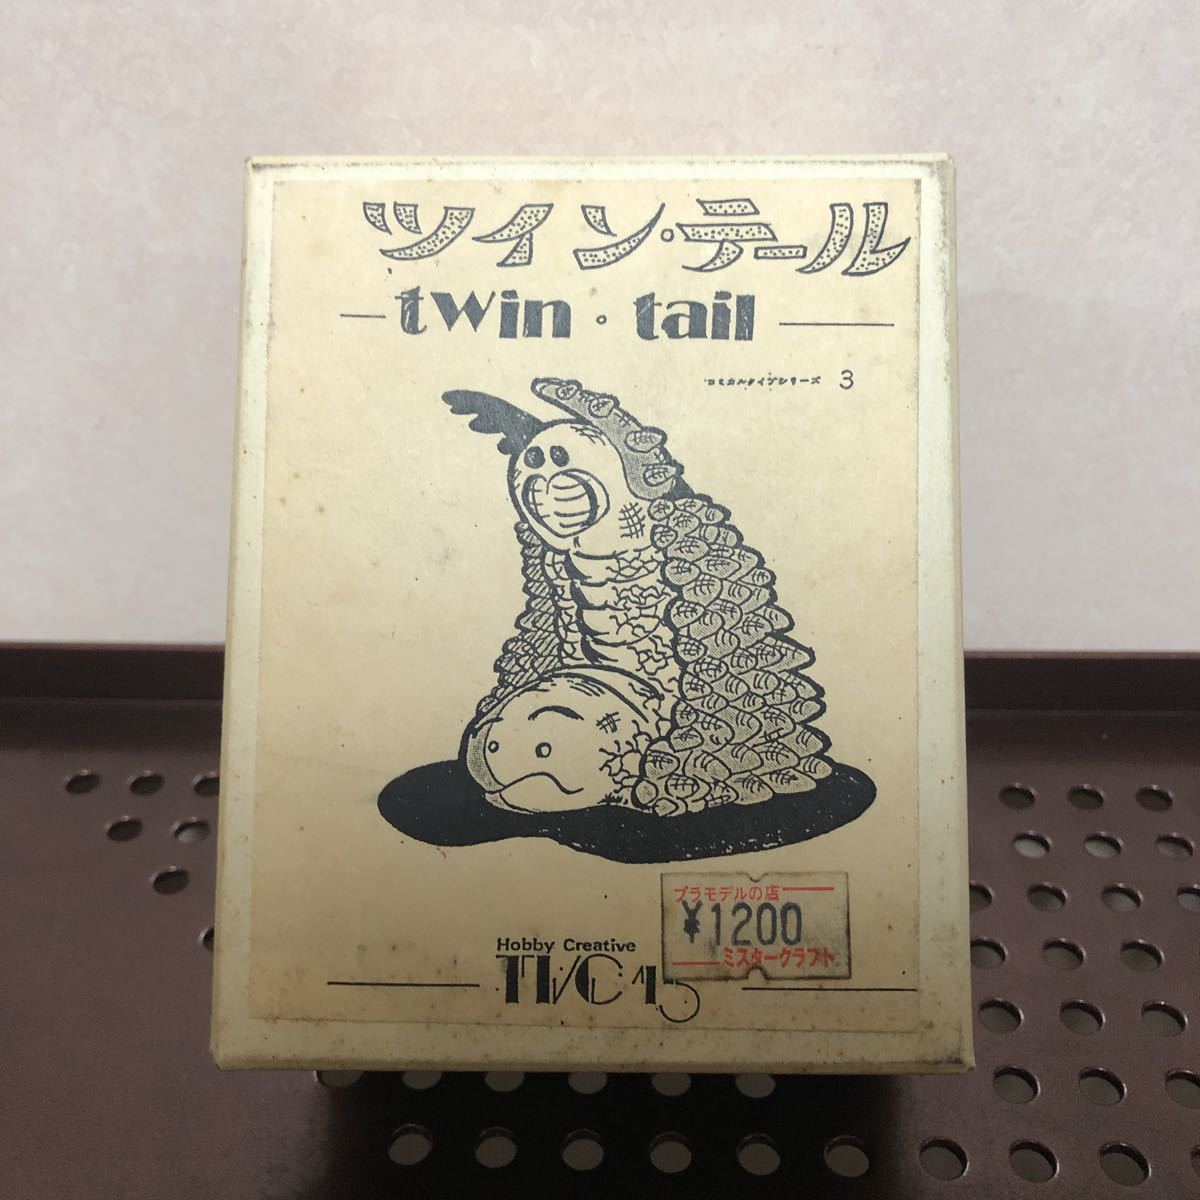 ツイン・テール
twin・tail
コミカルタイプシリーズ 3
プラモデルの店
¥1200
ミスタークラフト
Hobby Creative
TVC15